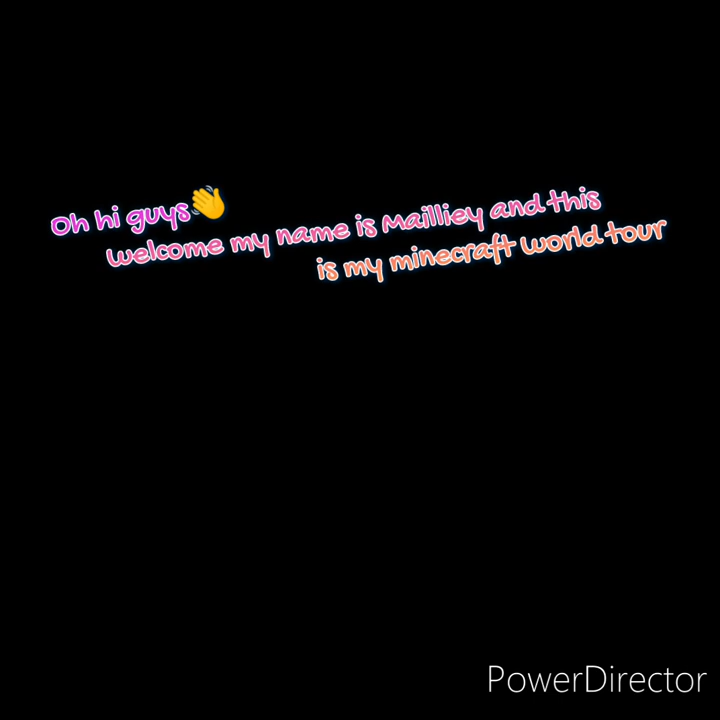 Oh hi guys👋
welcome my name is Mailliey and this
is my minecraft world tour
PowerDirector